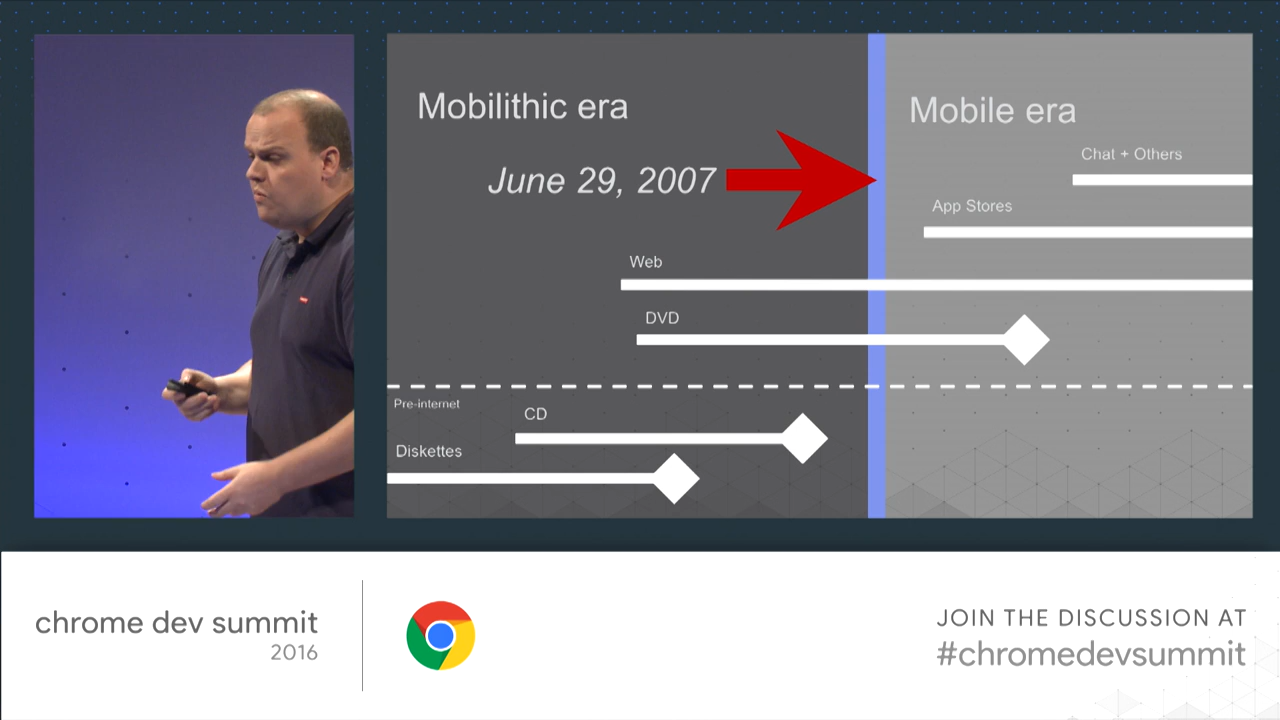 Mobilithic era
Mobile era
June 29, 2007
Chat + Others
App Stores
Web
DVD
Pre-internet
CD
Diskettes
chrome dev summit
2016
JOIN THE DISCUSSION AT
#chromedevsummit